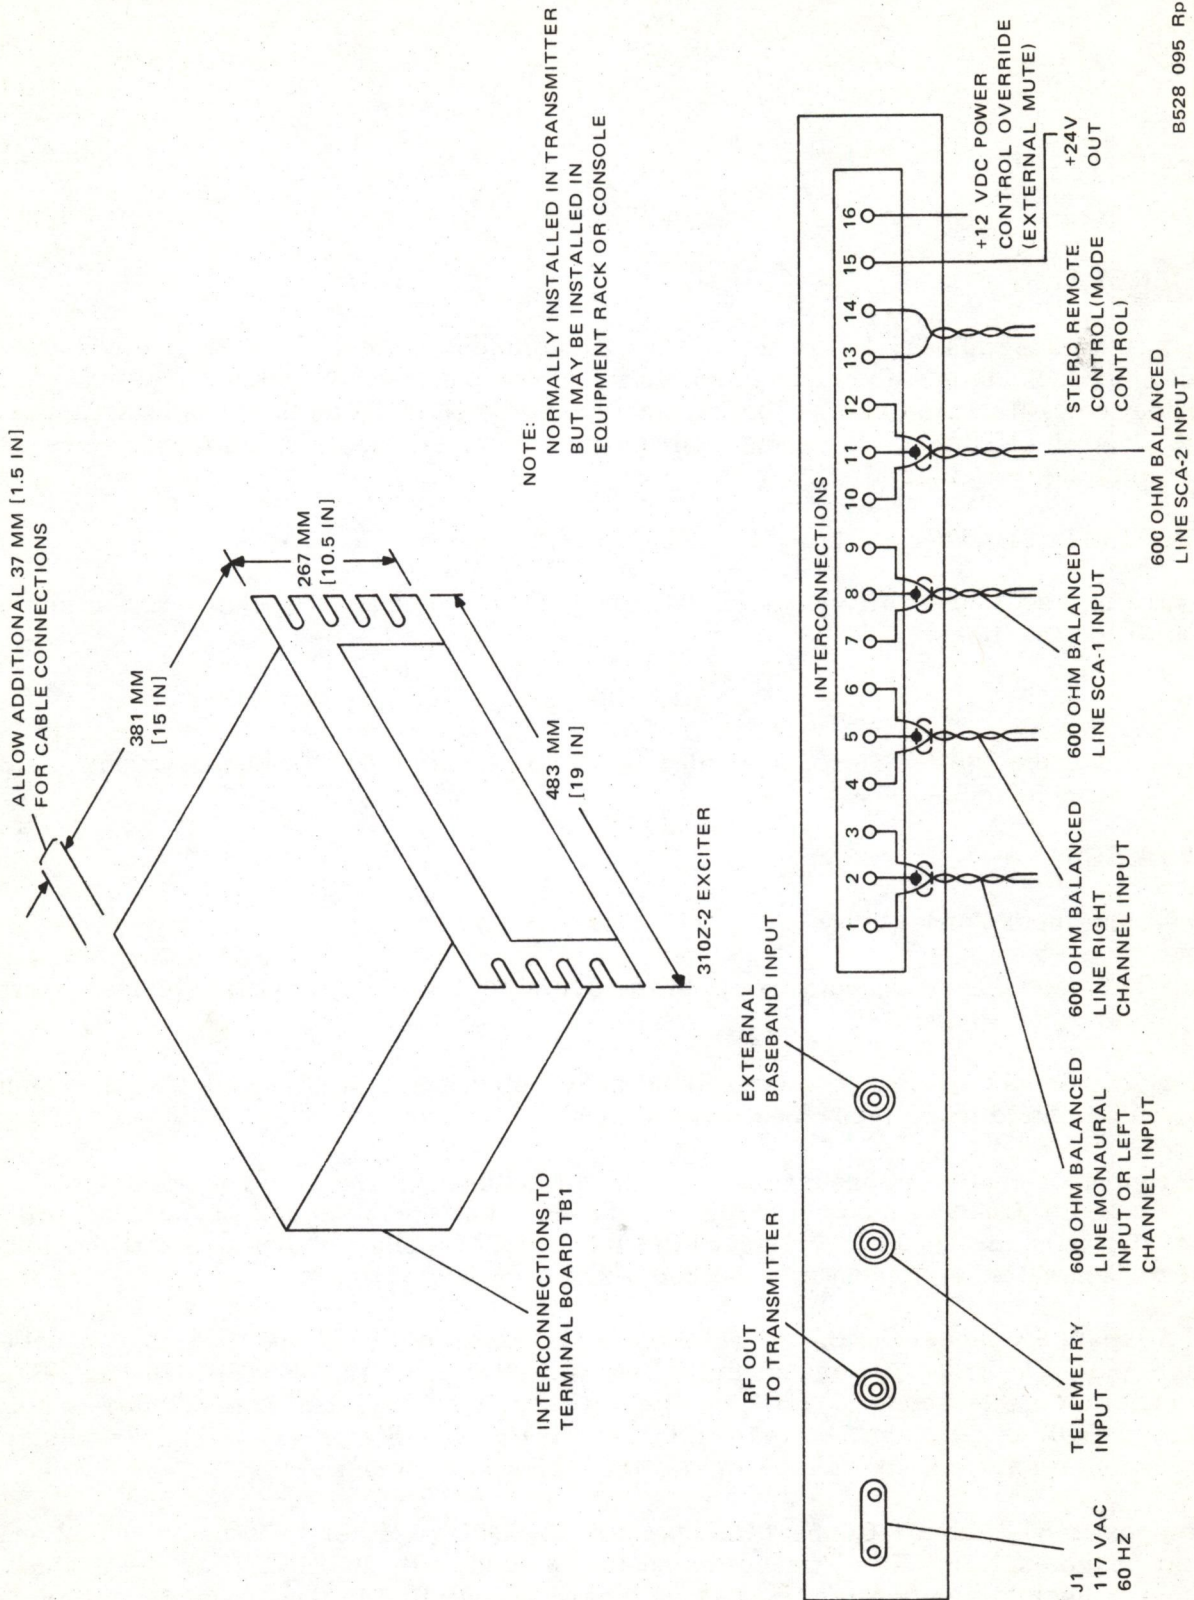 ALLOW ADDITIONAL 37 MM [1.5 IN]
FOR CABLE CONNECTIONS
381 MM
[15 IN]
267 MM
[10.5 IN]
483 MM
[19 IN]
310Z-2 EXCITER
INTERCONNECTIONS TO
TERMINAL BOARD TB1
NOTE:
NORMALLY INSTALLED IN TRANSMITTER
BUT MAY BE INSTALLED IN
EQUIPMENT RACK OR CONSOLE
RF OUT
TO TRANSMITTER
EXTERNAL
BASEBAND INPUT
INTERCONNECTIONS
1 2 3 4 5 6 7 8 9 10 11 12 13 14 15 16
J1
117 VAC
60 HZ
TELEMETRY
INPUT
600 OHM BALANCED
LINE MONAURAL
INPUT OR LEFT
CHANNEL INPUT
600 OHM BALANCED
LINE RIGHT
CHANNEL INPUT
600 OHM BALANCED
LINE SCA-1 INPUT
600 OHM BALANCED
LINE SCA-2 INPUT
STERO REMOTE
CONTROL(MODE
CONTROL)
+12 VDC POWER
CONTROL OVERRIDE
(EXTERNAL MUTE)
+24V
OUT
B528 095 Rp